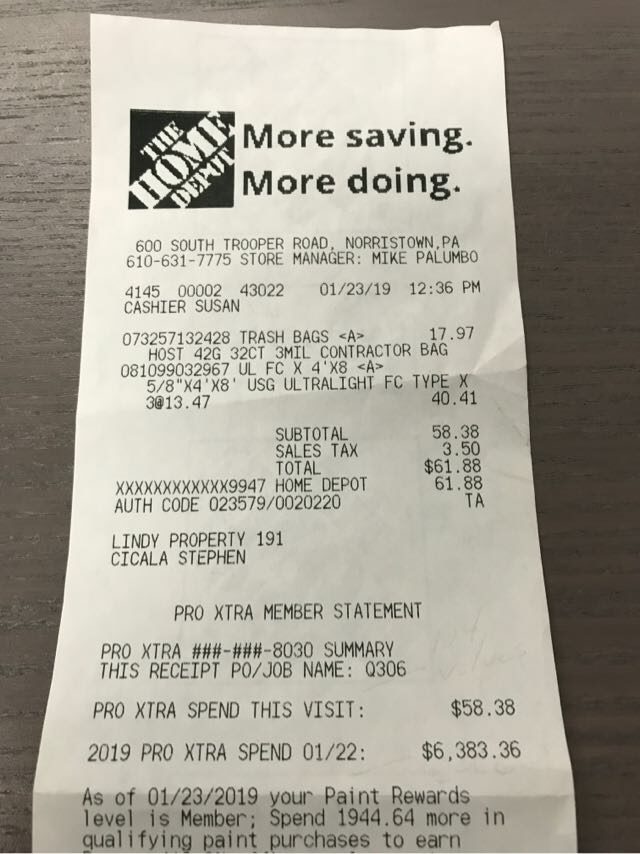 THE
HOME
DEPOT
More saving.
More doing.
600 SOUTH TROOPER ROAD, NORRISTOWN,PA
610-631-7775 STORE MANAGER: MIKE PALUMBO
4145 00002 43022 01/23/19 12:36 PM
CASHIER SUSAN
073257132428 TRASH BAGS <A> 17.97
HOST 42G 32CT 3MIL CONTRACTOR BAG
081099032967 UL FC X 4'X8 <A>
5/8"X4'X8' USG ULTRALIGHT FC TYPE X
3@13.47 40.41
SUBTOTAL 58.38
SALES TAX 3.50
TOTAL $61.88
XXXXXXXXXXXX9947 HOME DEPOT 61.88
AUTH CODE 023579/0020220 TA
LINDY PROPERTY 191
CICALA STEPHEN
PRO XTRA MEMBER STATEMENT
PRO XTRA ###-###-8030 SUMMARY
THIS RECEIPT PO/JOB NAME: Q306
PRO XTRA SPEND THIS VISIT: $58.38
2019 PRO XTRA SPEND 01/22: $6,383.36
As of 01/23/2019 your Paint Rewards
level is Member; Spend 1944.64 more in
qualifying paint purchases to earn